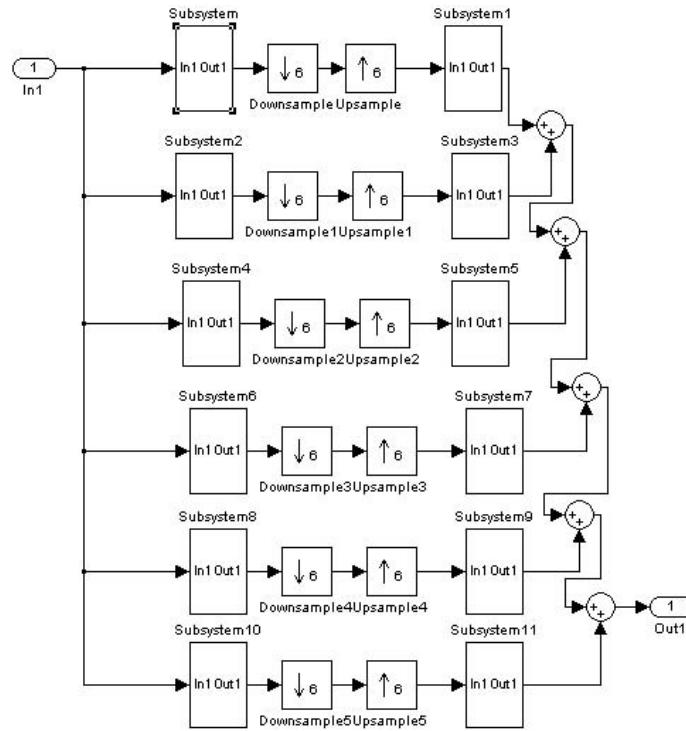 Subsystem
Subsystem1
1
In1
In1 Out1
6
6
In1 Out1
Downsample
Upsample
+
+
Subsystem2
Subsystem3
In1 Out1
6
6
In1 Out1
Downsample1
Upsample1
+
+
Subsystem4
Subsystem5
In1 Out1
6
6
In1 Out1
Downsample2
Upsample2
+
+
Subsystem6
Subsystem7
In1 Out1
6
6
In1 Out1
Downsample3
Upsample3
+
+
Subsystem8
Subsystem9
In1 Out1
6
6
In1 Out1
Downsample4
Upsample4
+
+
1
Out1
Subsystem10
Subsystem11
In1 Out1
6
6
In1 Out1
Downsample5
Upsample5